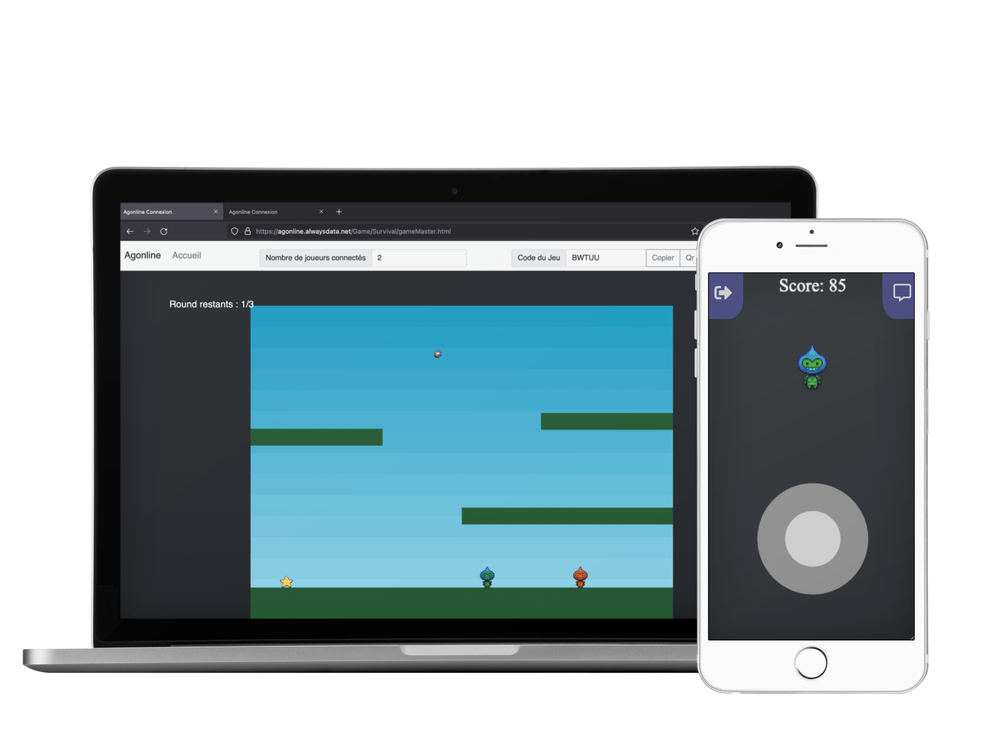 Agonline Connexion
Agonline Connexion
https://agonline.alwaysdata.net/Game/Survival/gameMaster.html
Agonline Accueil
Nombre de joueurs connectés 2
Code du Jeu BWTUU Copier Qr
Round restants : 1/3
Score: 85